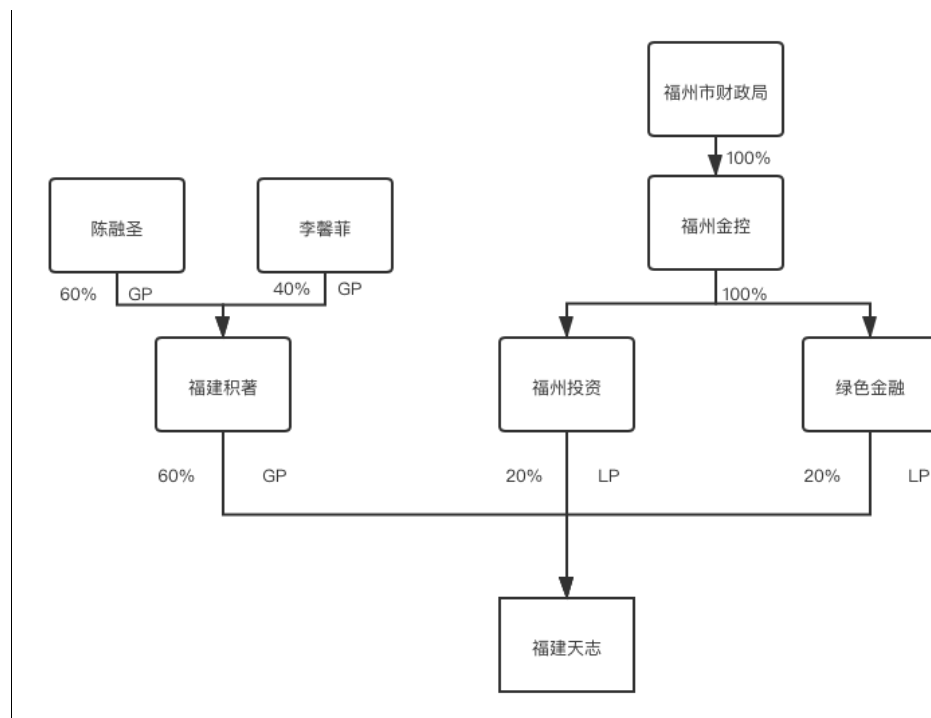 福州市财政局
100%
陈融圣
李馨菲
福州金控
60%
GP
40%
GP
100%
福建积著
福州投资
绿色金融
60%
GP
20%
LP
20%
LP
福建天志